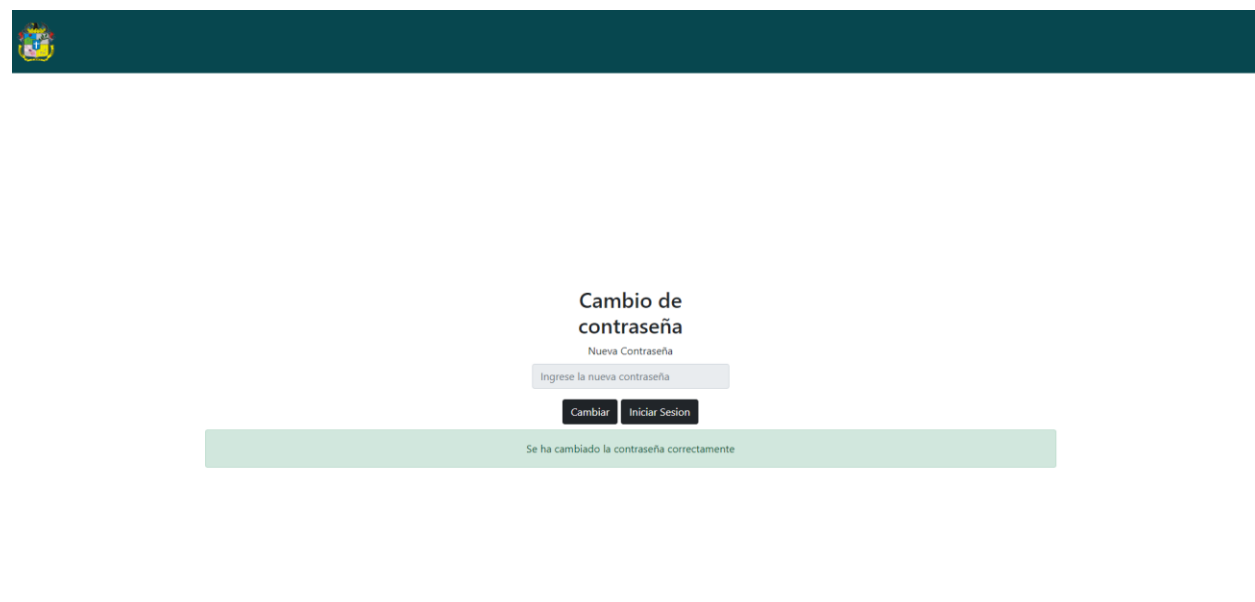 Cambio de
contraseña
Nueva Contraseña
Ingrese la nueva contraseña
Cambiar Iniciar Sesion
Se ha cambiado la contraseña correctamente